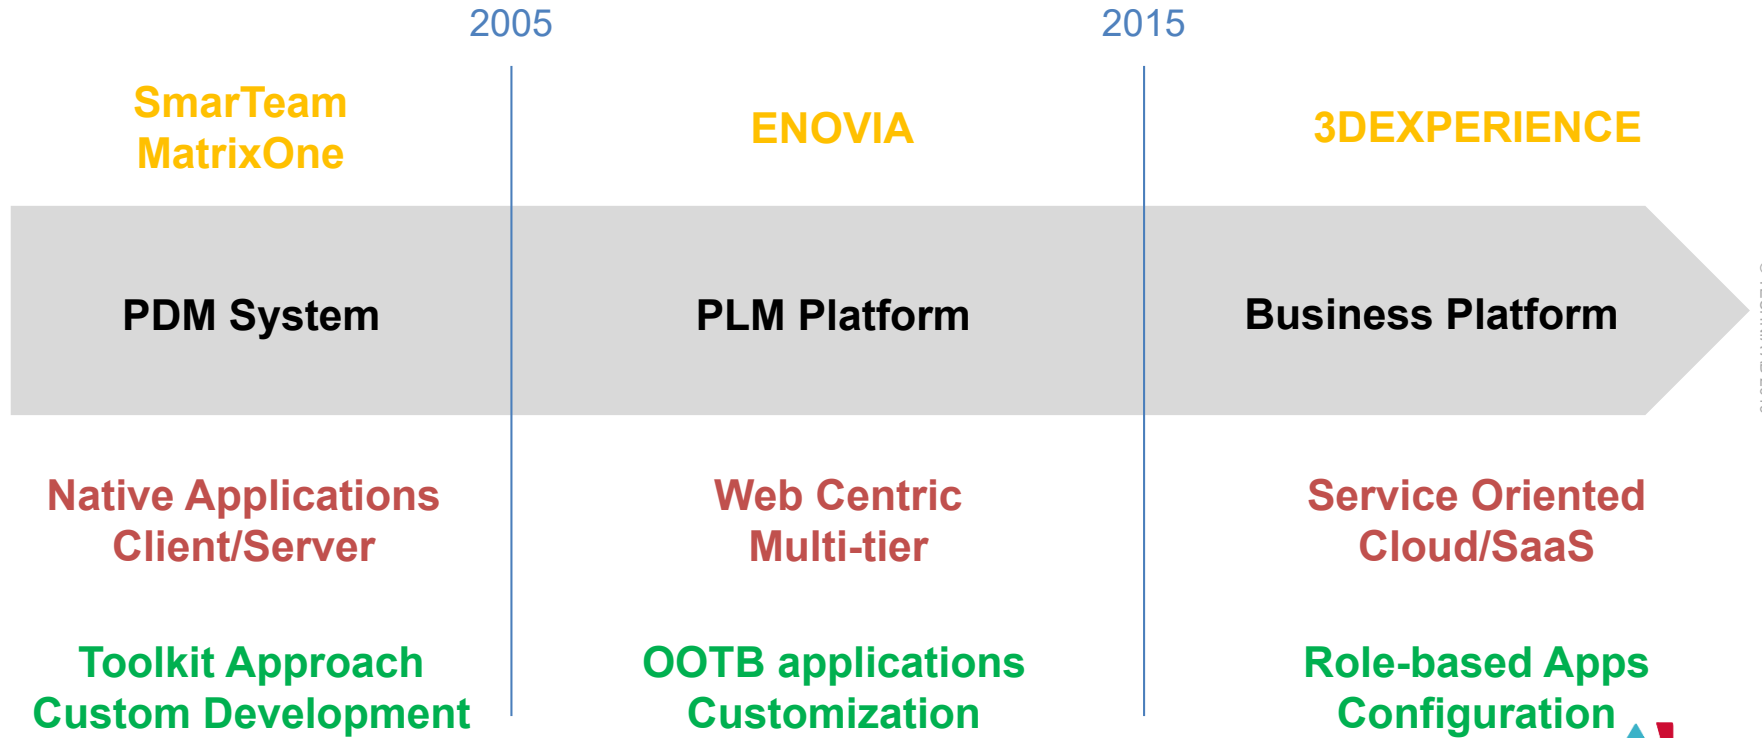 2005
2015
SmarTeam
MatrixOne
ENOVIA
3DEXPERIENCE
PDM System
PLM Platform
Business Platform
Native Applications
Client/Server
Web Centric
Multi-tier
Service Oriented
Cloud/SaaS
Toolkit Approach
Custom Development
OOTB applications
Customization
Role-based Apps
Configuration